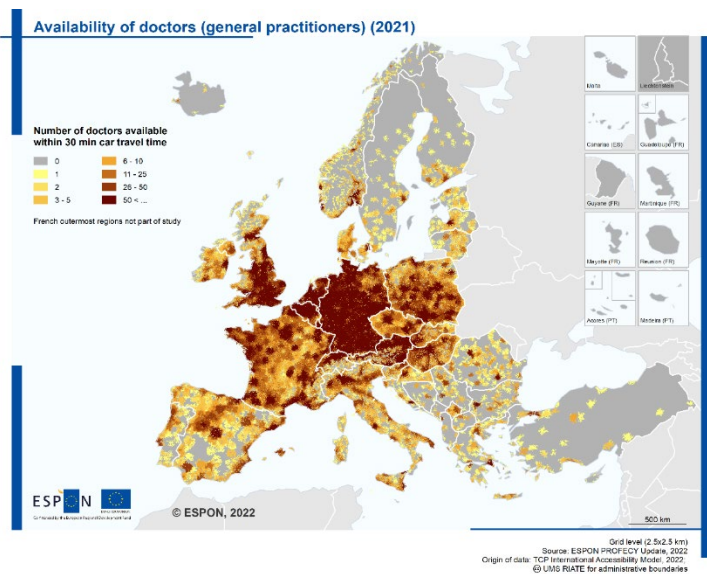 Availability of doctors (general practitioners) (2021)
Number of doctors available
within 30 min car travel time
0
1
2
3 - 5
6 - 10
11 - 25
26 - 50
50 < ...
French outermost regions not part of study
Malta
Liechtenstein
Canarias (ES)
Guadeloupe (FR)
Guyane (FR)
Martinique (FR)
Mayotte (FR)
Reunion (FR)
Acores (PT)
Madeira (PT)
ESPON
© ESPON, 2022
500 km
Grid level (2.5x2.5 km)
Source: ESPON PROFECY Update, 2022
Origin of data: TCP International Accessibility Model, 2022;
UMS RIATE for administrative boundaries